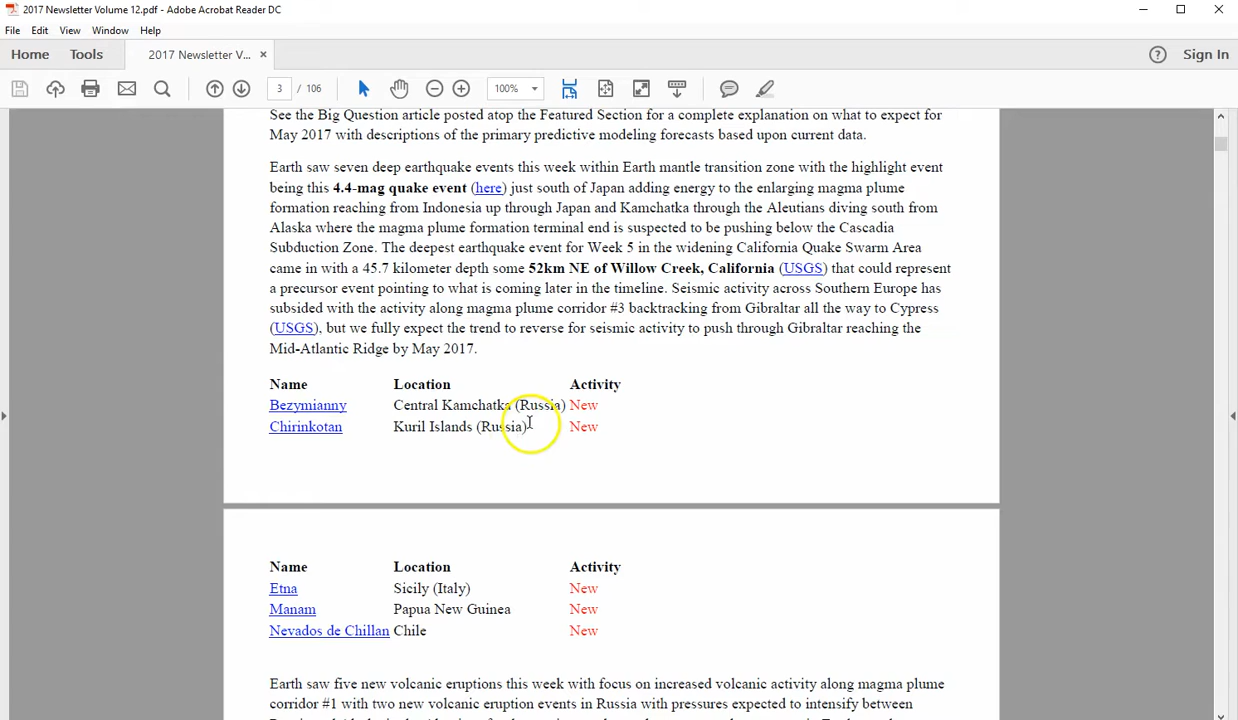 2017 Newsletter Volume 12.pdf - Adobe Acrobat Reader DC
File Edit View Window Help
Home Tools 2017 Newsletter V... × Sign In
3 / 106 100%
See the Big Question article posted atop the Featured Section for a complete explanation on what to expect for
May 2017 with descriptions of the primary predictive modeling forecasts based upon current data.
Earth saw seven deep earthquake events this week within Earth mantle transition zone with the highlight event
being this 4.4-mag quake event (here) just south of Japan adding energy to the enlarging magma plume
formation reaching from Indonesia up through Japan and Kamchatka through the Aleutians diving south from
Alaska where the magma plume formation terminal end is suspected to be pushing below the Cascadia
Subduction Zone. The deepest earthquake event for Week 5 in the widening California Quake Swarm Area
came in with a 45.7 kilometer depth some 52km NE of Willow Creek, California (USGS) that could represent
a precursor event pointing to what is coming later in the timeline. Seismic activity across Southern Europe has
subsided with the activity along magma plume corridor #3 backtracking from Gibraltar all the way to Cypress
(USGS), but we fully expect the trend to reverse for seismic activity to push through Gibraltar reaching the
Mid-Atlantic Ridge by May 2017.
Name Location Activity
Bezymianny Central Kamchatka (Russia) New
Chirinkotan Kuril Islands (Russia) New
Name Location Activity
Etna Sicily (Italy) New
Manam Papua New Guinea New
Nevados de Chillan Chile New
Earth saw five new volcanic eruptions this week with focus on increased volcanic activity along magma plume
corridor #1 with two new volcanic eruption events in Russia with pressures expected to intensify between